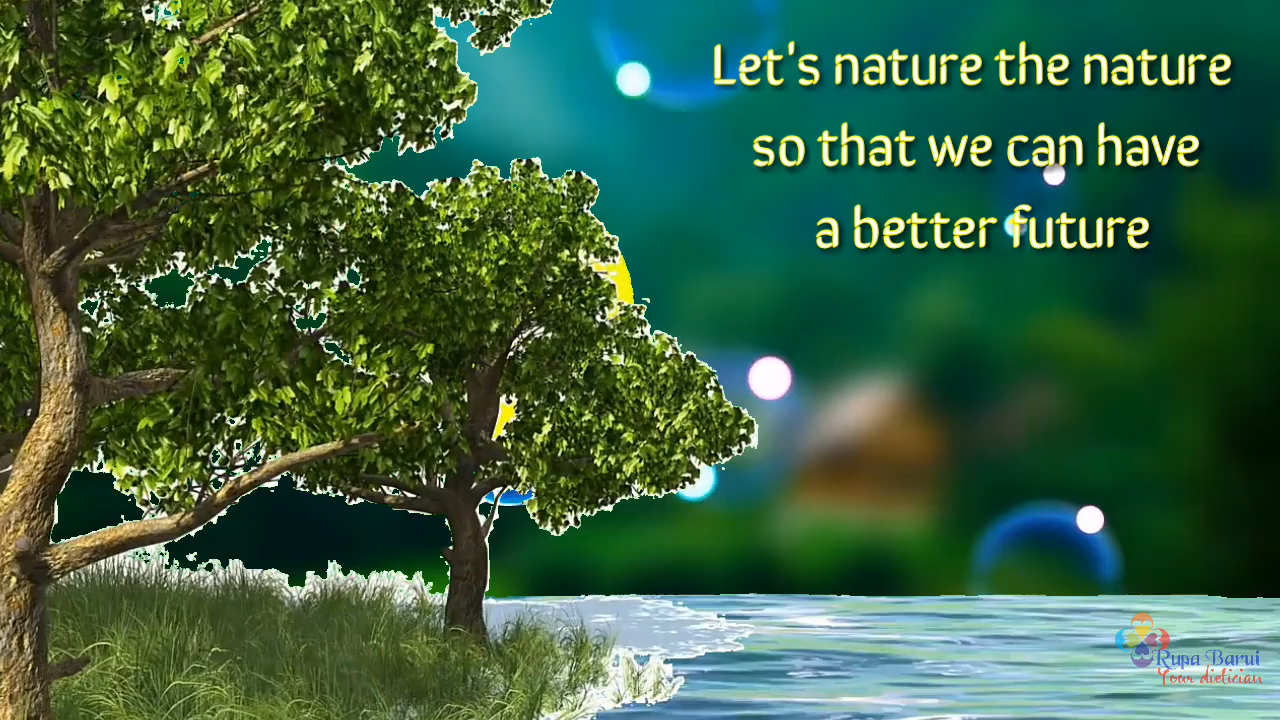 Let's nature the nature
so that we can have
a better future
Rupa Barui
Your dietician